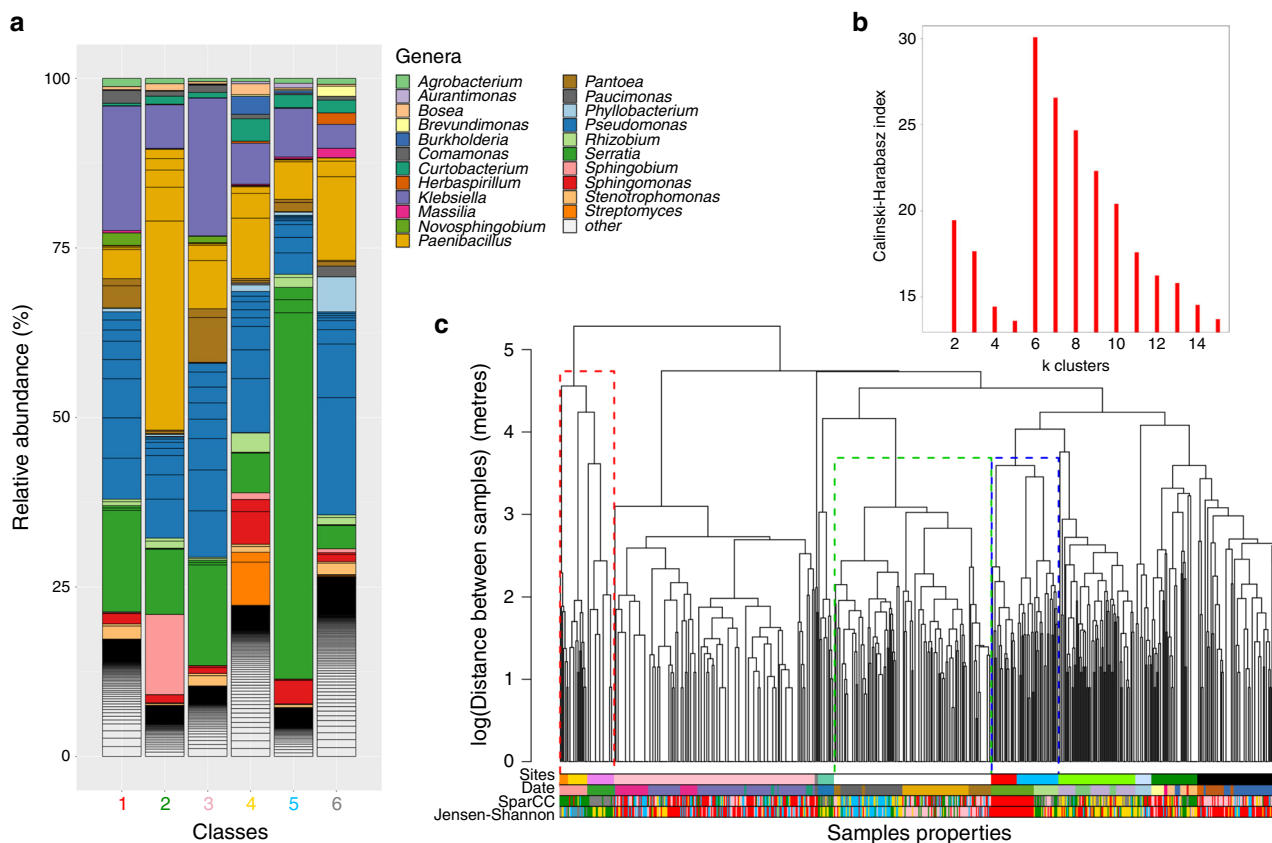 a
Relative abundance (%)
100
75
50
25
0
1 2 3 4 5 6
Classes
Genera
Agrobacterium
Aurantimonas
Bosea
Brevundimonas
Burkholderia
Comamonas
Curtobacterium
Herbaspirillum
Klebsiella
Massilia
Novosphingobium
Paenibacillus
Pantoea
Paucimonas
Phyllobacterium
Pseudomonas
Rhizobium
Serratia
Sphingobium
Sphingomonas
Stenotrophomonas
Streptomyces
other
b
Calinski-Harabasz index
30
25
20
15
2 4 6 8 10 12 14
k clusters
c
log(Distance between samples) (metres)
5
4
3
2
1
0
Sites
Date
SparCC
Jensen-Shannon
Samples properties